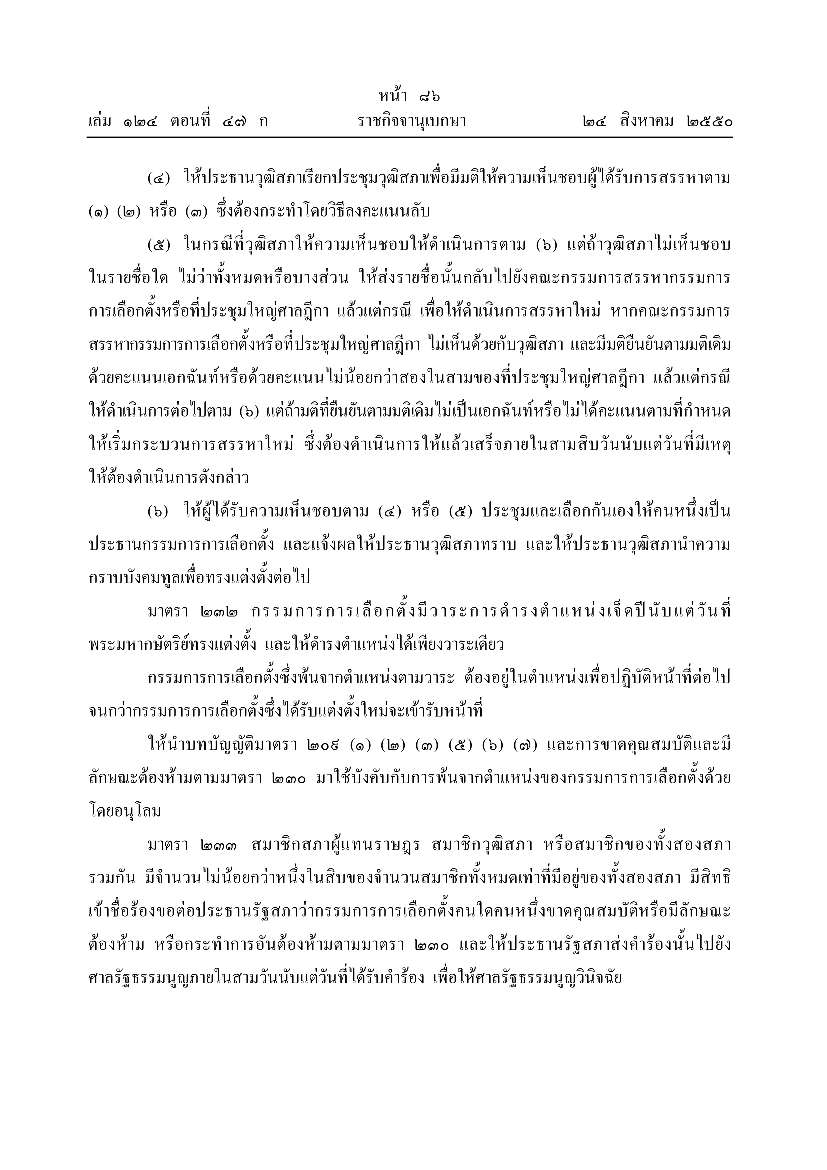 หน้า ๘๖
เล่ม ๑๒๔ ตอนที่ ๔๗ ก ราชกิจจานุเบกษา ๒๔ สิงหาคม ๒๕๕๐
(๔) ให้ประธานวุฒิสภาเรียกประชุมวุฒิสภาเพื่อมีมติให้ความเห็นชอบผู้ได้รับการสรรหาตาม
(๑) (๒) หรือ (๓) ซึ่งต้องกระทำโดยวิธีลงคะแนนลับ
(๕) ในกรณีที่วุฒิสภาให้ความเห็นชอบให้ดำเนินการตาม (๖) แต่ถ้าวุฒิสภาไม่เห็นชอบ
ในรายชื่อใด ไม่ว่าทั้งหมดหรือบางส่วน ให้ส่งรายชื่อนั้นกลับไปยังคณะกรรมการสรรหากรรมการ
การเลือกตั้งหรือที่ประชุมใหญ่ศาลฎีกา แล้วแต่กรณี เพื่อให้ดำเนินการสรรหาใหม่ หากคณะกรรมการ
สรรหากรรมการการเลือกตั้งหรือที่ประชุมใหญ่ศาลฎีกา ไม่เห็นด้วยกับวุฒิสภา และมีมติยืนยันตามมติเดิม
ด้วยคะแนนเอกฉันท์หรือด้วยคะแนนไม่น้อยกว่าสองในสามของที่ประชุมใหญ่ศาลฎีกา แล้วแต่กรณี
ให้ดำเนินการต่อไปตาม (๖) แต่ถ้ามติที่ยืนยันตามมติเดิมไม่เป็นเอกฉันท์หรือไม่ได้คะแนนตามที่กำหนด
ให้เริ่มกระบวนการสรรหาใหม่ ซึ่งต้องดำเนินการให้แล้วเสร็จภายในสามสิบวันนับแต่วันที่มีเหตุ
ให้ต้องดำเนินการดังกล่าว
(๖) ให้ผู้ได้รับความเห็นชอบตาม (๔) หรือ (๕) ประชุมและเลือกกันเองให้คนหนึ่งเป็น
ประธานกรรมการการเลือกตั้ง และแจ้งผลให้ประธานวุฒิสภาทราบ และให้ประธานวุฒิสภานำความ
กราบบังคมทูลเพื่อทรงแต่งตั้งต่อไป
มาตรา ๒๓๒ กรรมการการเลือกตั้งมีวาระการดำรงตำแหน่งเจ็ดปีนับแต่วันที่
พระมหากษัตริย์ทรงแต่งตั้ง และให้ดำรงตำแหน่งได้เพียงวาระเดียว
กรรมการการเลือกตั้งซึ่งพ้นจากตำแหน่งตามวาระ ต้องอยู่ในตำแหน่งเพื่อปฏิบัติหน้าที่ต่อไป
จนกว่ากรรมการการเลือกตั้งซึ่งได้รับแต่งตั้งใหม่จะเข้ารับหน้าที่
ให้นำบทบัญญัติมาตรา ๒๐๙ (๑) (๒) (๓) (๕) (๖) (๗) และการขาดคุณสมบัติและมี
ลักษณะต้องห้ามตามมาตรา ๒๓๐ มาใช้บังคับกับการพ้นจากตำแหน่งของกรรมการการเลือกตั้งด้วย
โดยอนุโลม
มาตรา ๒๓๓ สมาชิกสภาผู้แทนราษฎร สมาชิกวุฒิสภา หรือสมาชิกของทั้งสองสภา
รวมกัน มีจำนวนไม่น้อยกว่าหนึ่งในสิบของจำนวนสมาชิกทั้งหมดเท่าที่มีอยู่ของทั้งสองสภา มีสิทธิ
เข้าชื่อร้องขอต่อประธานรัฐสภาว่ากรรมการการเลือกตั้งคนใดคนหนึ่งขาดคุณสมบัติหรือมีลักษณะ
ต้องห้าม หรือกระทำการอันต้องห้ามตามมาตรา ๒๓๐ และให้ประธานรัฐสภาส่งคำร้องนั้นไปยัง
ศาลรัฐธรรมนูญภายในสามวันนับแต่วันที่ได้รับคำร้อง เพื่อให้ศาลรัฐธรรมนูญวินิจฉัย